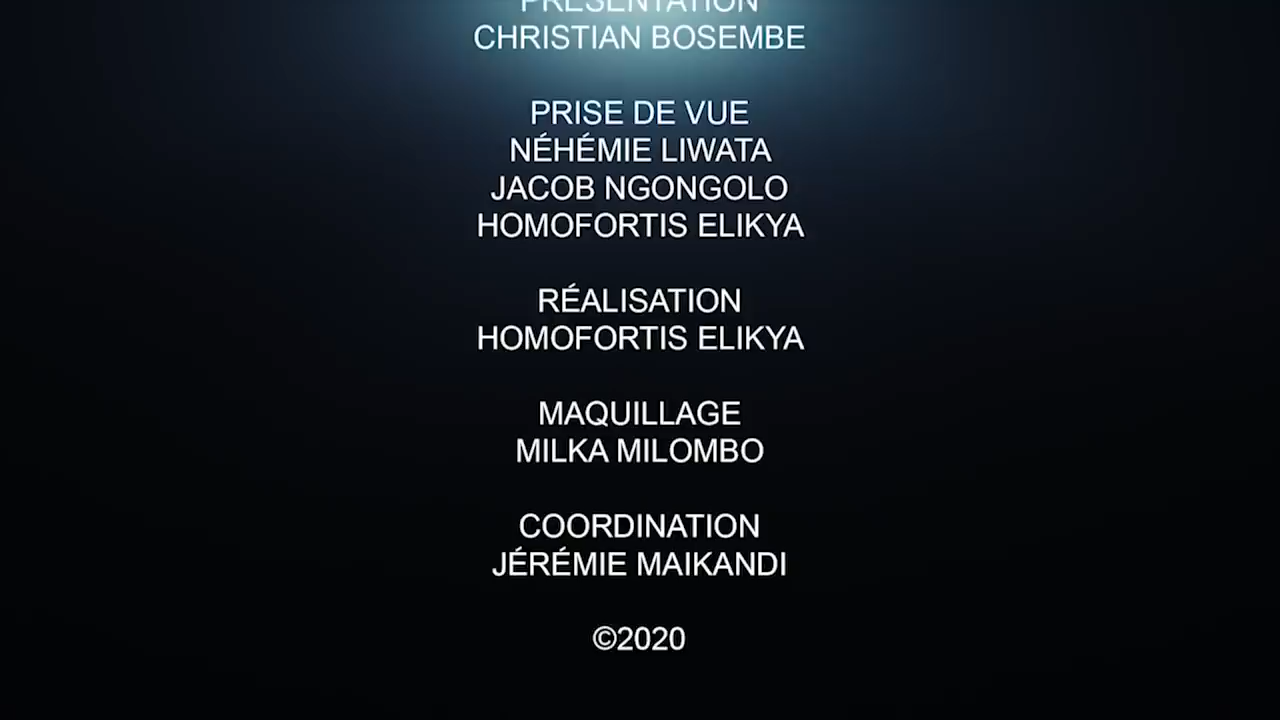 PRÉSENTATION
CHRISTIAN BOSEMBE
PRISE DE VUE
NÉHÉMIE LIWATA
JACOB NGONGOLO
HOMOFORTIS ELIKYA
RÉALISATION
HOMOFORTIS ELIKYA
MAQUILLAGE
MILKA MILOMBO
COORDINATION
JÉRÉMIE MAIKANDI
©2020